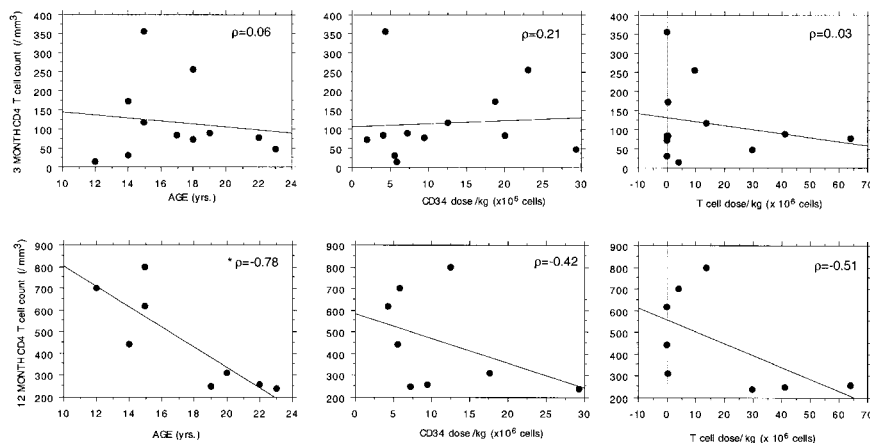 3 MONTH CD4 T cell count (/ mm³)
400
350
300
250
200
150
100
50
0
ρ=0.06
10 12 14 16 18 20 22 24
AGE (yrs.)
400
350
300
250
200
150
100
50
0
ρ=0.21
0 5 10 15 20 25 30
CD34 dose/kg (x10⁶ cells)
400
350
300
250
200
150
100
50
0
ρ=0..03
-10 0 10 20 30 40 50 60 70
T cell dose/ kg (x 10⁶ cells)
12 MONTH CD4 T cell count (/mm³)
900
800
700
600
500
400
300
200
* ρ=-0.78
10 12 14 16 18 20 22 24
AGE (yrs.)
900
800
700
600
500
400
300
200
ρ=-0.42
0 5 10 15 20 25 30
CD34 dose/kg (x10⁶ cells)
900
800
700
600
500
400
300
200
ρ=-0.51
-10 0 10 20 30 40 50 60 70
T cell dose/ kg (x 10⁶ cells)